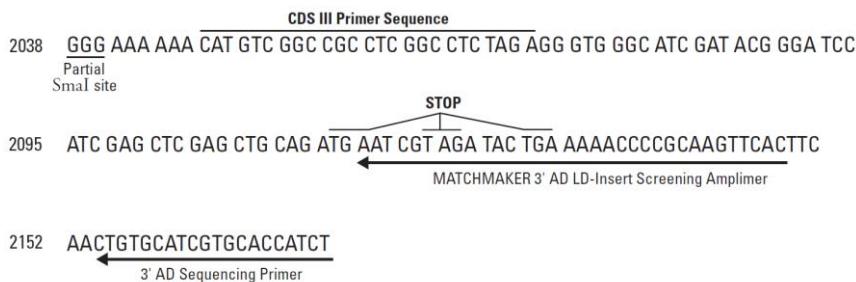 CDS III Primer Sequence
2038 GGG AAA AAA CAT GTC GGC CGC CTC GGC CTC TAG AGG GTG GGC ATC GAT ACG GGA TCC
Partial
SmaI site
STOP
2095 ATC GAG CTC GAG CTG CAG ATG AAT CGT AGA TAC TGA AAAACCCCGCAAGTTCACTTC
MATCHMAKER 3' AD LD-Insert Screening Amplimer
2152 AACTGTGCATCGTGCACCATCT
3' AD Sequencing Primer